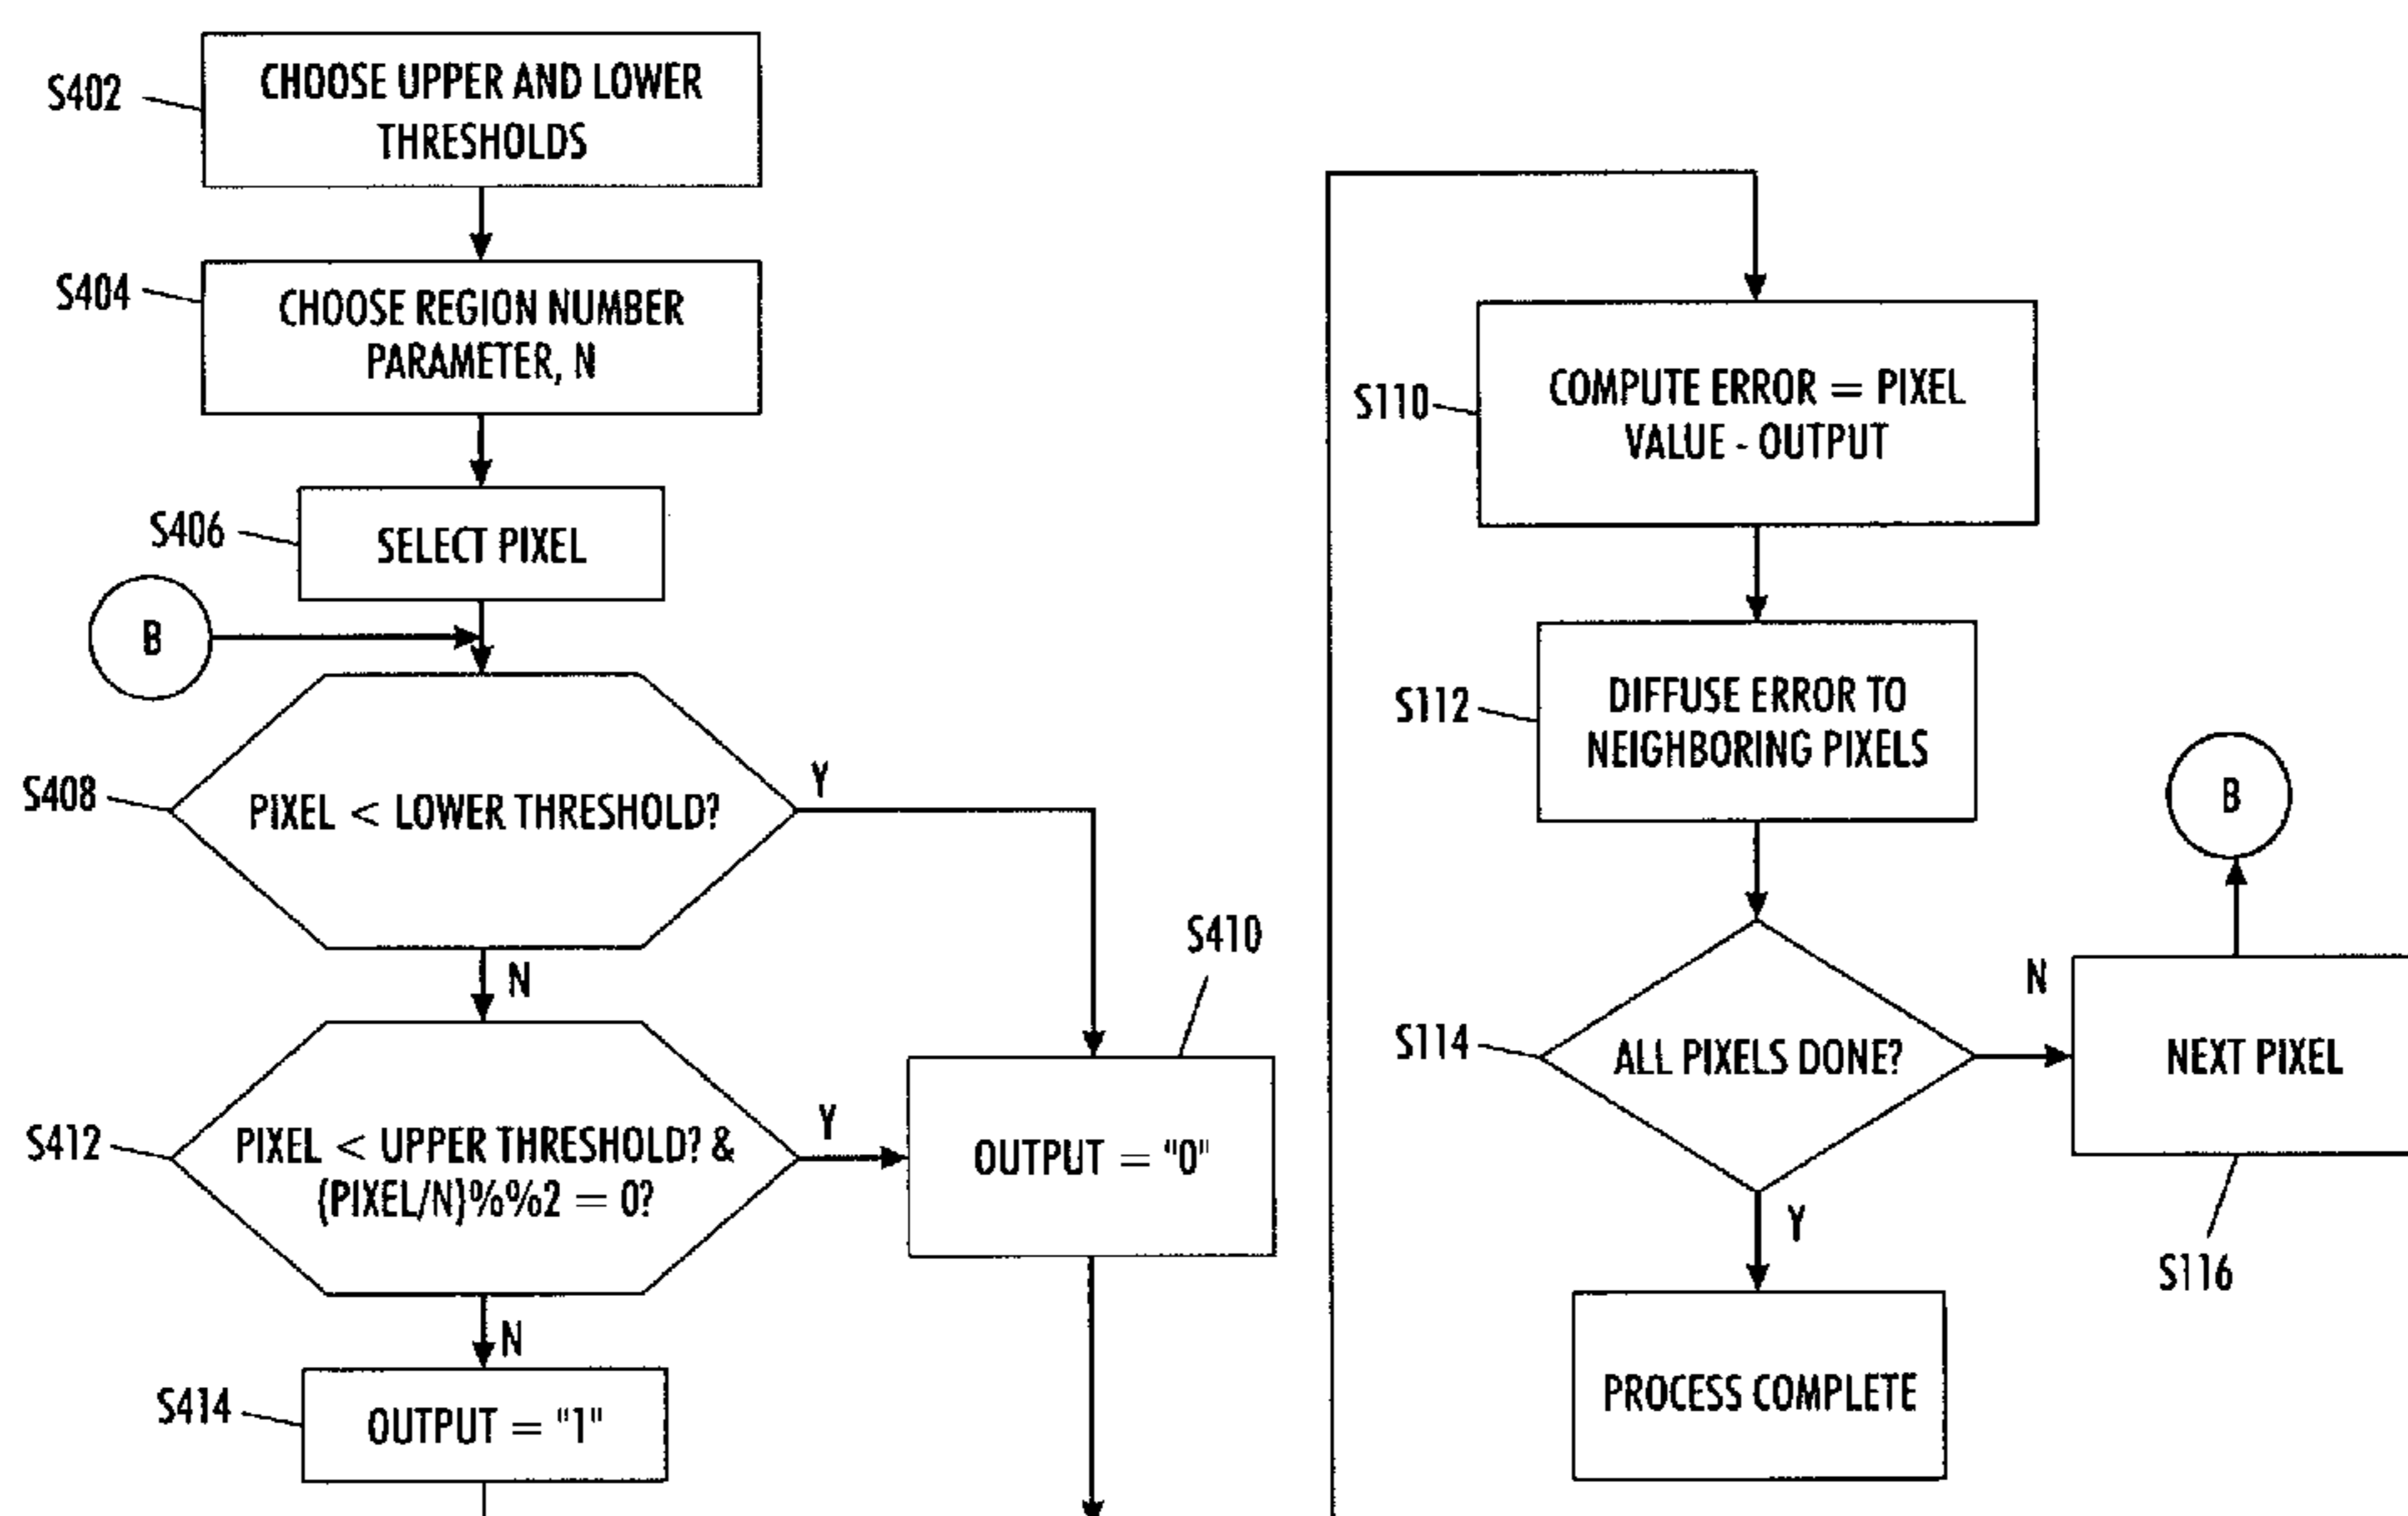 S402
CHOOSE UPPER AND LOWER
THRESHOLDS
S404
CHOOSE REGION NUMBER
PARAMETER, N
S406
SELECT PIXEL
B
S408
PIXEL < LOWER THRESHOLD?
Y
N
S410
S412
PIXEL < UPPER THRESHOLD? &
(PIXEL/N)%%2 = 0?
Y
OUTPUT = "0"
N
S414
OUTPUT = "1"
S110
COMPUTE ERROR = PIXEL
VALUE - OUTPUT
S112
DIFFUSE ERROR TO
NEIGHBORING PIXELS
B
S114
ALL PIXELS DONE?
N
NEXT PIXEL
Y
S116
PROCESS COMPLETE